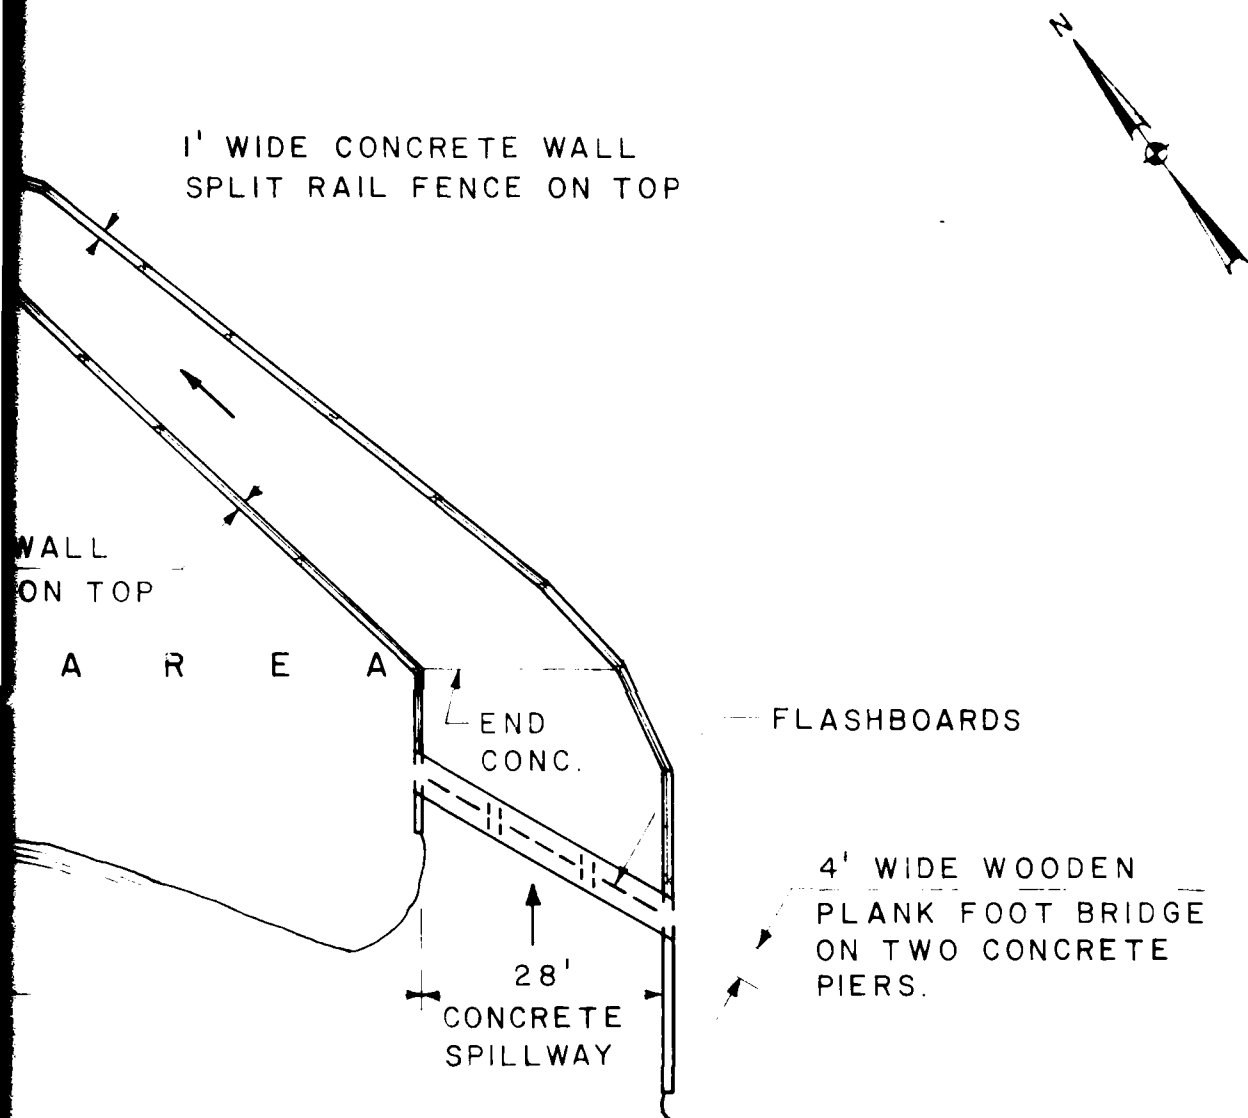 N
1' WIDE CONCRETE WALL
SPLIT RAIL FENCE ON TOP
WALL
ON TOP
A R E A
END
CONC.
FLASHBOARDS
4' WIDE WOODEN
PLANK FOOT BRIDGE
ON TWO CONCRETE
PIERS.
28'
CONCRETE
SPILLWAY